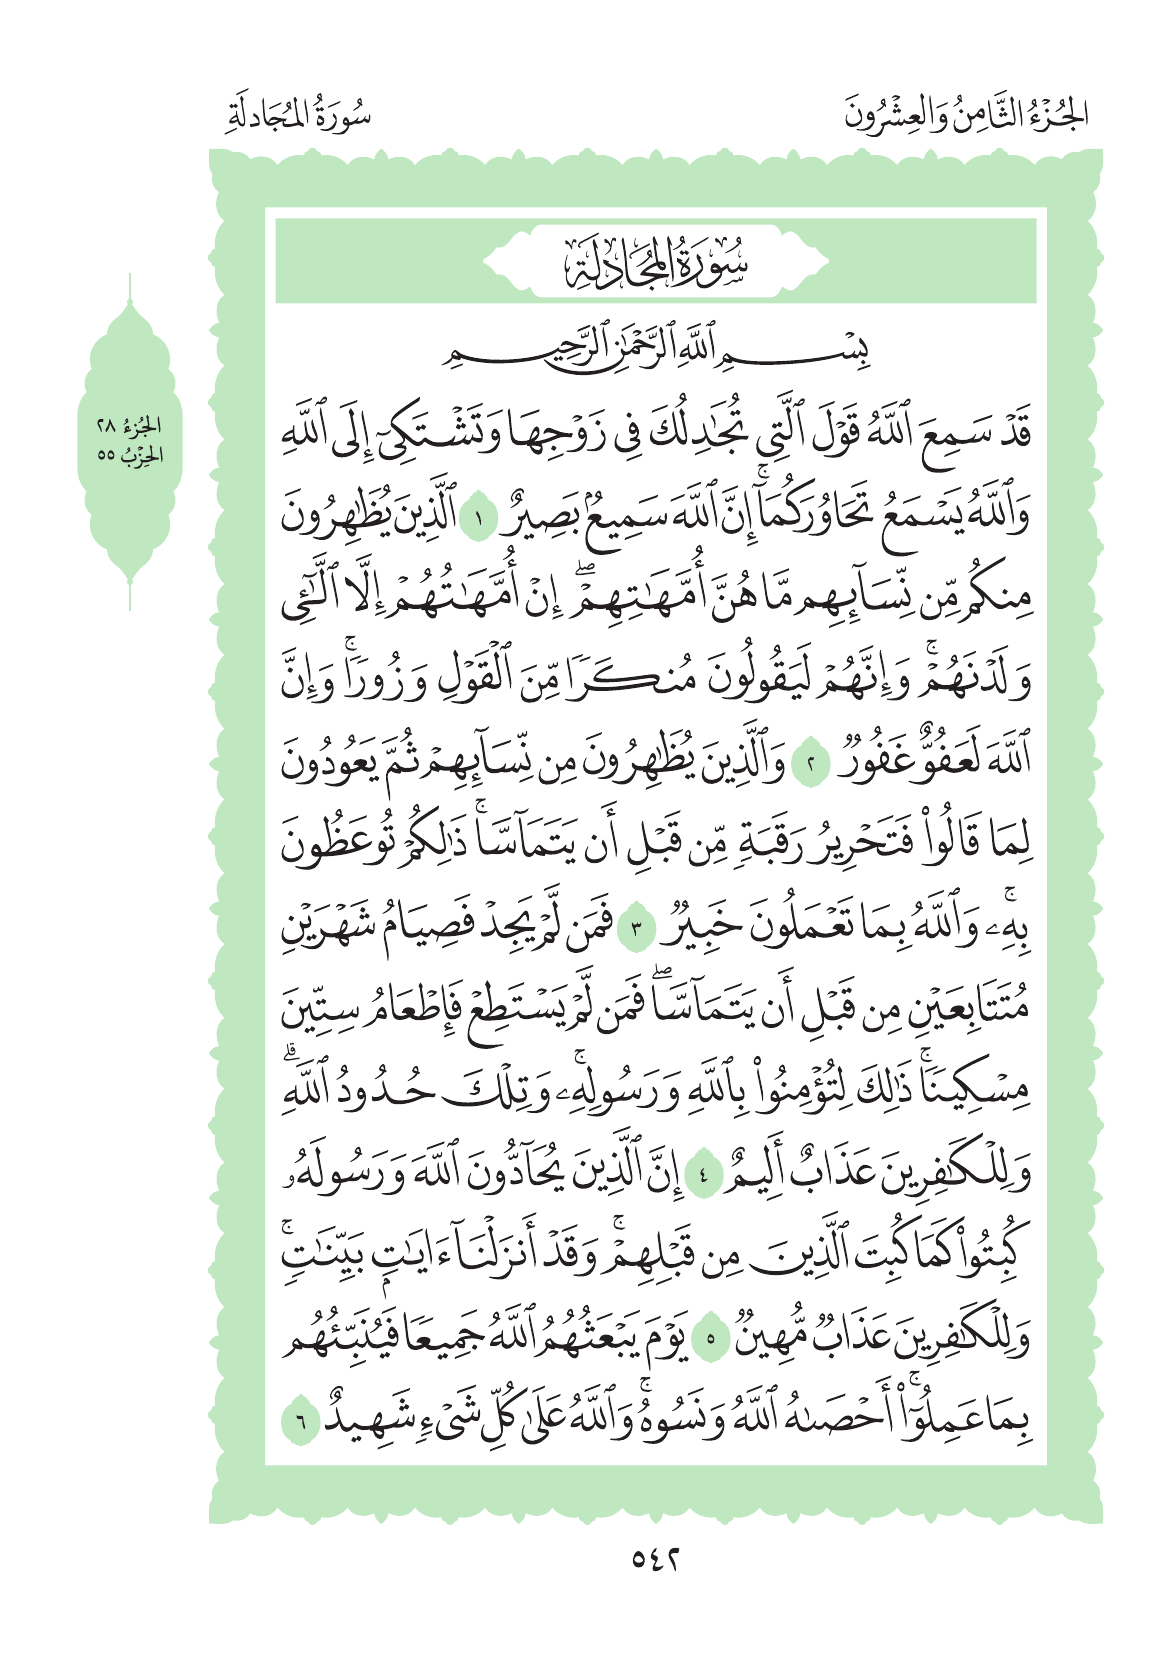 الجُزْءُ الثَّامِنُ وَالعِشْرُونَ
سُورَةُ المُجَادلَةِ
الجُزءُ ٢٨
الحِزْبُ ٥٥
سُورَةُ المُجَادلَةِ
بِسْمِ ٱللَّهِ ٱلرَّحْمَٰنِ ٱلرَّحِيمِ
قَدْ سَمِعَ ٱللَّهُ قَوْلَ ٱلَّتِي تُجَٰدِلُكَ فِي زَوْجِهَا وَتَشْتَكِيٓ إِلَى ٱللَّهِ
وَٱللَّهُ يَسْمَعُ تَحَاوُرَكُمَآۚ إِنَّ ٱللَّهَ سَمِيعُۢ بَصِيرٌ ١ ٱلَّذِينَ يُظَٰهِرُونَ
مِنكُم مِّن نِّسَآئِهِم مَّا هُنَّ أُمَّهَٰتِهِمْۖ إِنْ أُمَّهَٰتُهُمْ إِلَّا ٱلَّٰٓـِٔي
وَلَدْنَهُمْۚ وَإِنَّهُمْ لَيَقُولُونَ مُنكَرًا مِّنَ ٱلْقَوْلِ وَزُورًاۚ وَإِنَّ
ٱللَّهَ لَعَفُوٌّ غَفُورٌ ٢ وَٱلَّذِينَ يُظَٰهِرُونَ مِن نِّسَآئِهِمْ ثُمَّ يَعُودُونَ
لِمَا قَالُوا۟ فَتَحْرِيرُ رَقَبَةٍ مِّن قَبْلِ أَن يَتَمَآسَّاۚ ذَٰلِكُمْ تُوعَظُونَ
بِهِۦۚ وَٱللَّهُ بِمَا تَعْمَلُونَ خَبِيرٌ ٣ فَمَن لَّمْ يَجِدْ فَصِيَامُ شَهْرَيْنِ
مُتَتَابِعَيْنِ مِن قَبْلِ أَن يَتَمَآسَّاۖ فَمَن لَّمْ يَسْتَطِعْ فَإِطْعَامُ سِتِّينَ
مِسْكِينًاۚ ذَٰلِكَ لِتُؤْمِنُوا۟ بِٱللَّهِ وَرَسُولِهِۦۚ وَتِلْكَ حُدُودُ ٱللَّهِۗ
وَلِلْكَٰفِرِينَ عَذَابٌ أَلِيمٌ ٤ إِنَّ ٱلَّذِينَ يُحَآدُّونَ ٱللَّهَ وَرَسُولَهُۥ
كُبِتُوا۟ كَمَا كُبِتَ ٱلَّذِينَ مِن قَبْلِهِمْۚ وَقَدْ أَنزَلْنَآ ءَايَٰتٍۭ بَيِّنَٰتٍۚ
وَلِلْكَٰفِرِينَ عَذَابٌ مُّهِينٌ ٥ يَوْمَ يَبْعَثُهُمُ ٱللَّهُ جَمِيعًا فَيُنَبِّئُهُم
بِمَا عَمِلُوٓا۟ۚ أَحْصَىٰهُ ٱللَّهُ وَنَسُوهُۚ وَٱللَّهُ عَلَىٰ كُلِّ شَيْءٍ شَهِيدٌ ٦
٥٤٢